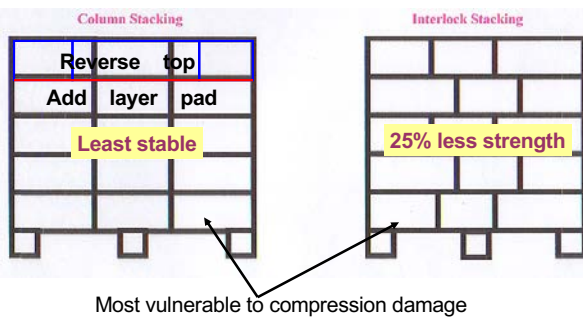 Column Stacking
Interlock Stacking
Reverse top
Add layer pad
Least stable
25% less strength
Most vulnerable to compression damage